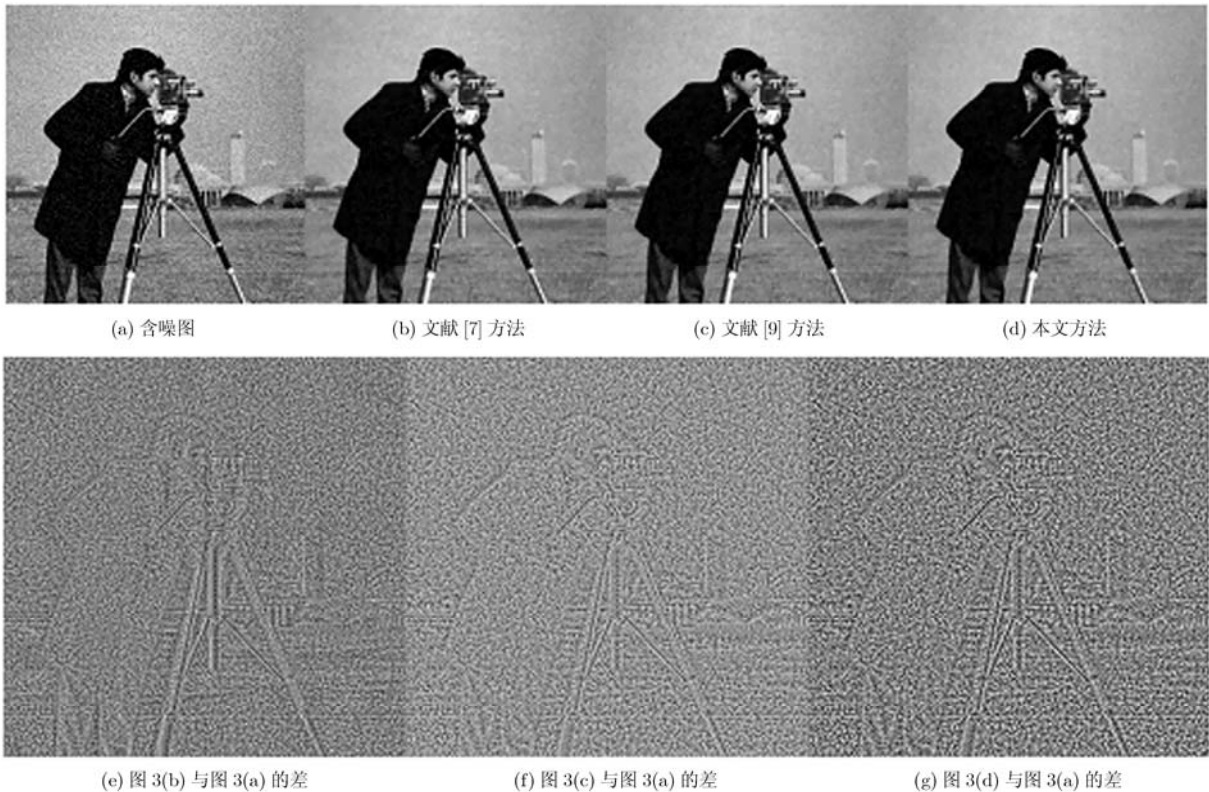 (a) 含噪图
(b) 文献 [7] 方法
(c) 文献 [9] 方法
(d) 本文方法
(e) 图 3(b) 与图 3(a) 的差
(f) 图 3(c) 与图 3(a) 的差
(g) 图 3(d) 与图 3(a) 的差